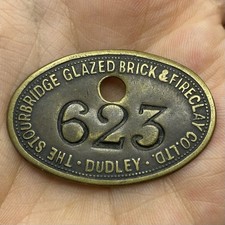 THE STOURBRIDGE GLAZED BRICK & FIRECLAY CO. LTD.
623
· DUDLEY ·